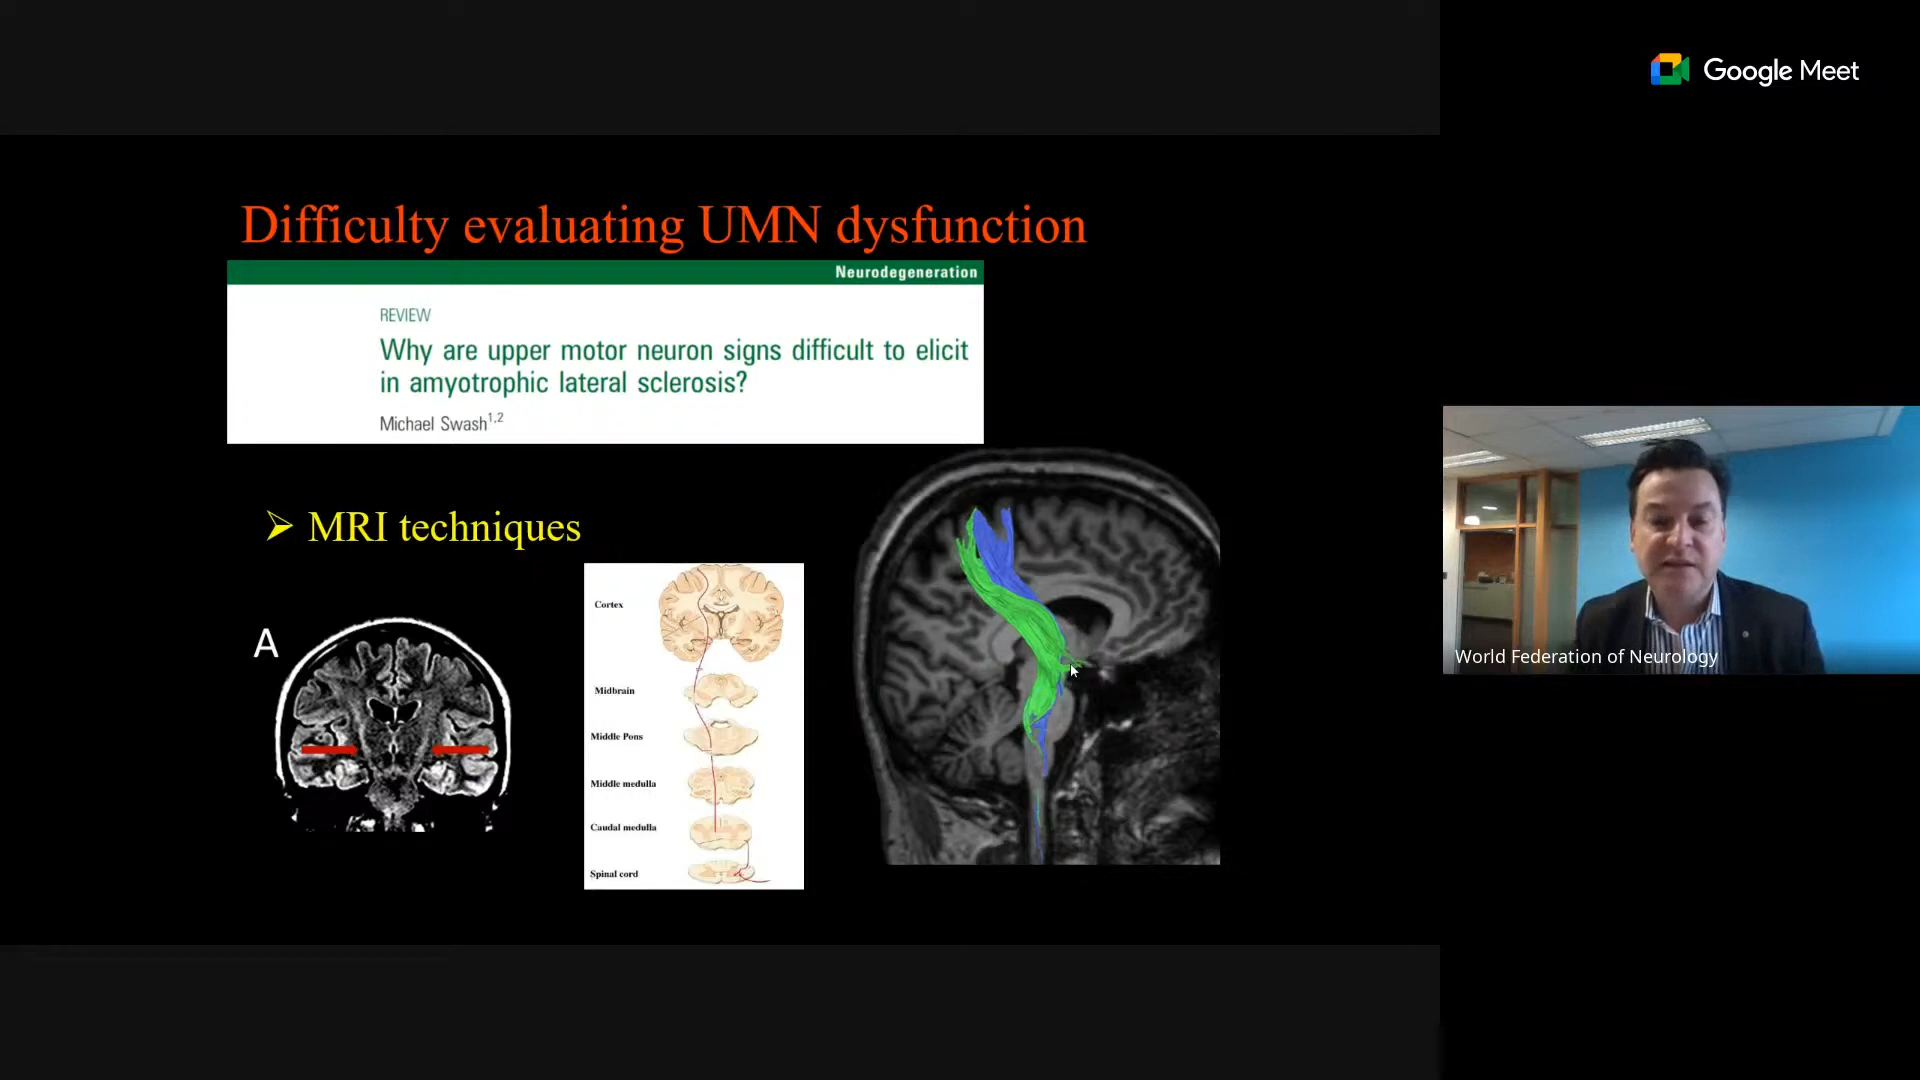 Google Meet
Difficulty evaluating UMN dysfunction
Neurodegeneration
REVIEW
Why are upper motor neuron signs difficult to elicit
in amyotrophic lateral sclerosis?
Michael Swash1,2
➢ MRI techniques
A
Cortex
Midbrain
Middle Pons
Middle medulla
Caudal medulla
Spinal cord
World Federation of Neurology